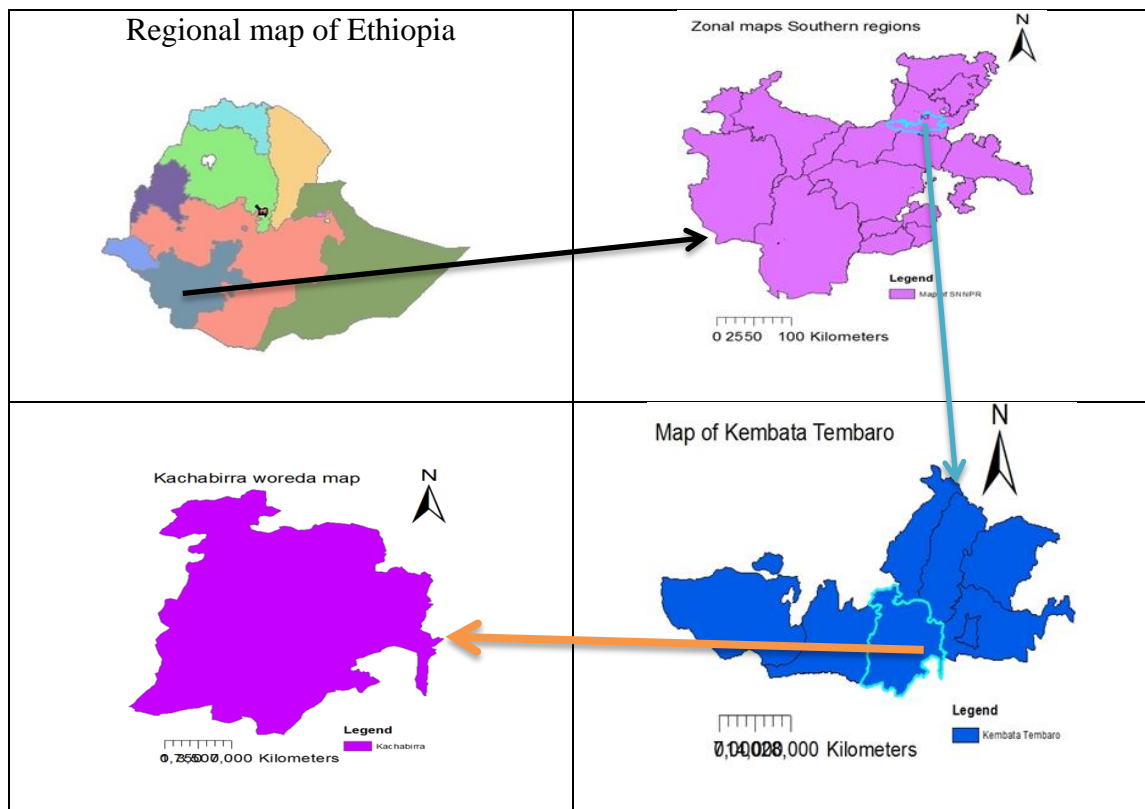 Regional map of Ethiopia
Zonal maps Southern regions
N
Legend
Map of SNNPR
0 2550 100 Kilometers
Kachabirra woreda map
N
Legend
Kachabirra
Kilometers
Map of Kembata Tembaro
N
Legend
Kembata Tembaro
Kilometers